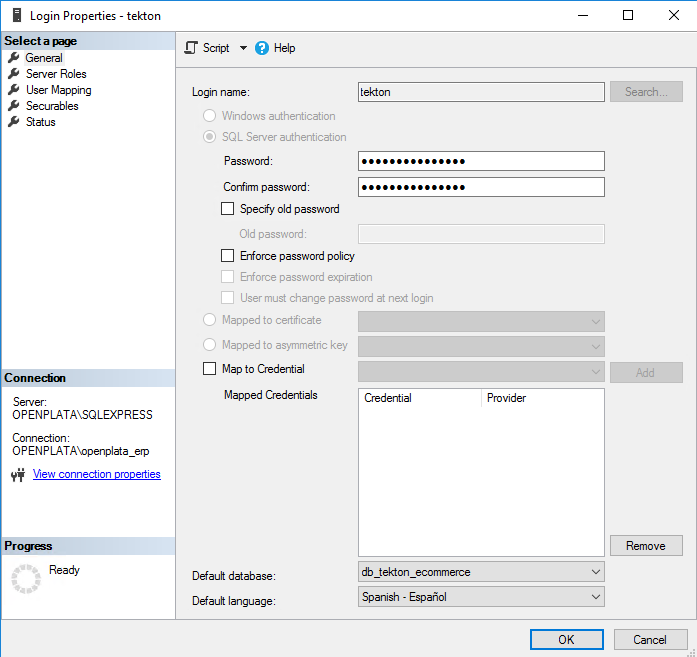 Login Properties - tekton
Select a page
General
Server Roles
User Mapping
Securables
Status
Connection
Server:
OPENPLATA\SQLEXPRESS
Connection:
OPENPLATA\openplata_erp
View connection properties
Progress
Ready
Script
Help
Login name: tekton Search...
Windows authentication
SQL Server authentication
Password: ●●●●●●●●●●●●●●●
Confirm password: ●●●●●●●●●●●●●●●
Specify old password
Old password:
Enforce password policy
Enforce password expiration
User must change password at next login
Mapped to certificate
Mapped to asymmetric key
Map to Credential Add
Mapped Credentials Credential Provider
Remove
Default database: db_tekton_ecommerce
Default language: Spanish - Español
OK Cancel